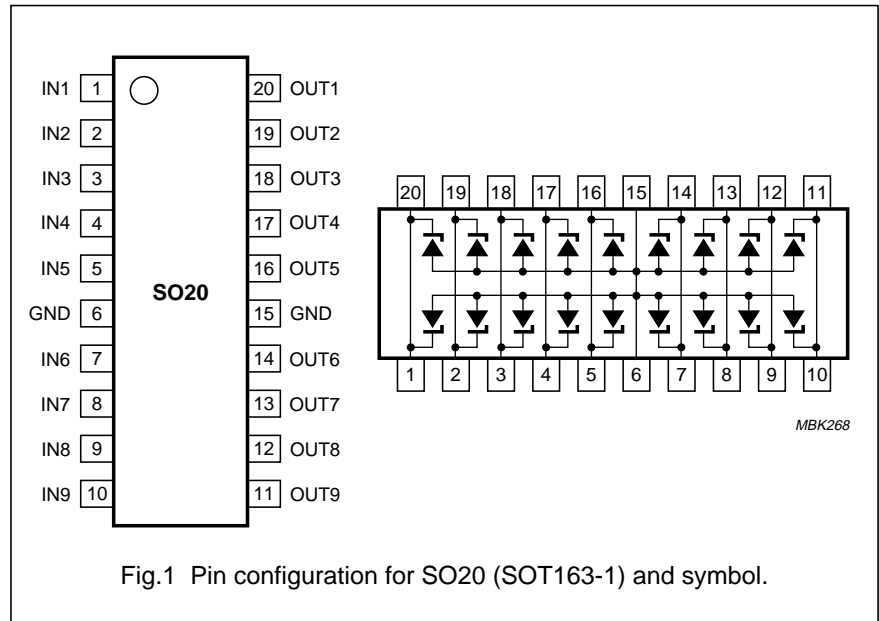 IN1 1 20 OUT1
IN2 2 19 OUT2
IN3 3 18 OUT3
IN4 4 17 OUT4
IN5 5 16 OUT5
SO20
GND 6 15 GND
IN6 7 14 OUT6
IN7 8 13 OUT7
IN8 9 12 OUT8
IN9 10 11 OUT9
20 19 18 17 16 15 14 13 12 11
1 2 3 4 5 6 7 8 9 10
MBK268
Fig.1 Pin configuration for SO20 (SOT163-1) and symbol.